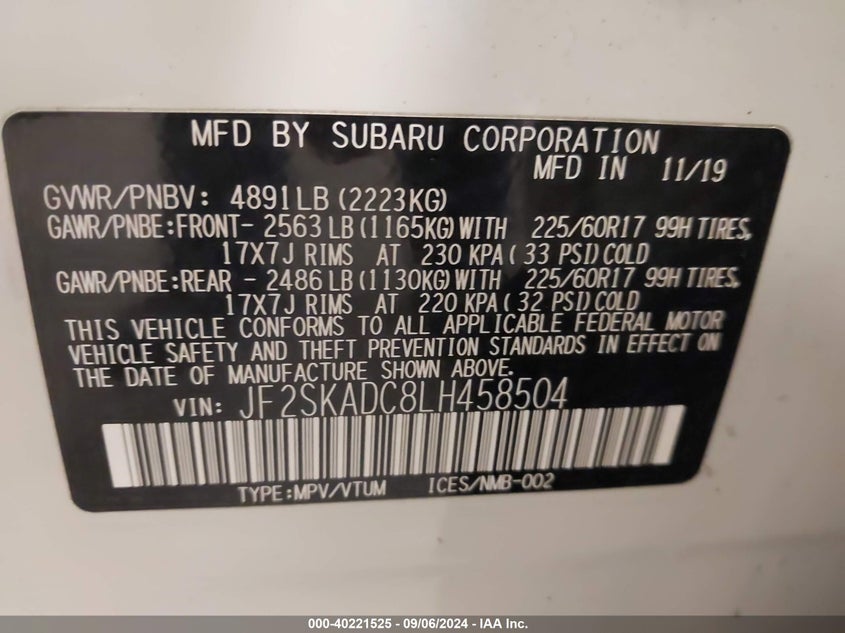 MFD BY SUBARU CORPORATION
MFD IN 11/19
GVWR/PNBV: 4891LB (2223KG)
GAWR/PNBE:FRONT- 2563 LB (1165KG) WITH 225/60R17 99H TIRES,
17X7J RIMS AT 230 KPA ( 33 PSI) COLD
GAWR/PNBE:REAR - 2486 LB (1130KG) WITH 225/60R17 99H TIRES,
17X7J RIMS AT 220 KPA ( 32 PSI) COLD
THIS VEHICLE CONFORMS TO ALL APPLICABLE FEDERAL MOTOR
VEHICLE SAFETY AND THEFT PREVENTION STANDARDS IN EFFECT ON
THE DATE OF MANUFACTURE SHOWN ABOVE.
VIN: JF2SKADC8LH458504
TYPE:MPV/VTUM ICES/NMB-002
000-40221525 - 09/06/2024 - IAA Inc.